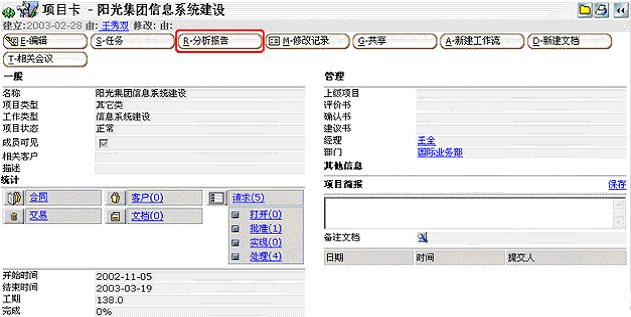 项目卡 - 阳光集团信息系统建设
建立:2003-02-28 由: 王秀双 修改: 由:
E-编辑 S-任务 R-分析报告 M-修改记录 G-共享 A-新建工作流 D-新建文档
T-相关会议
一般
名称 阳光集团信息系统建设
项目类型 其它类
工作类型 信息系统建设
项目状态 正常
成员可见
相关客户
描述
统计
合同 客户(0) 请求(5)
交易 文档(0) 打开(0)
批准(1)
实现(0)
处理(4)
开始时间 2002-11-05
结束时间 2003-03-19
工期 138.0
完成 0%
管理
上级项目
评价书
确认书
建议书
经理 王全
部门 国际业务部
其他信息
项目简报 保存
备注文档
日期 时间 提交人